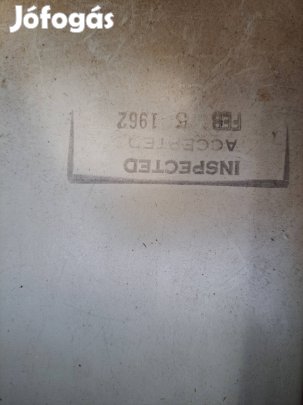 Jófogás
INSPECTED
ACCEPTED
FEB 5 1962